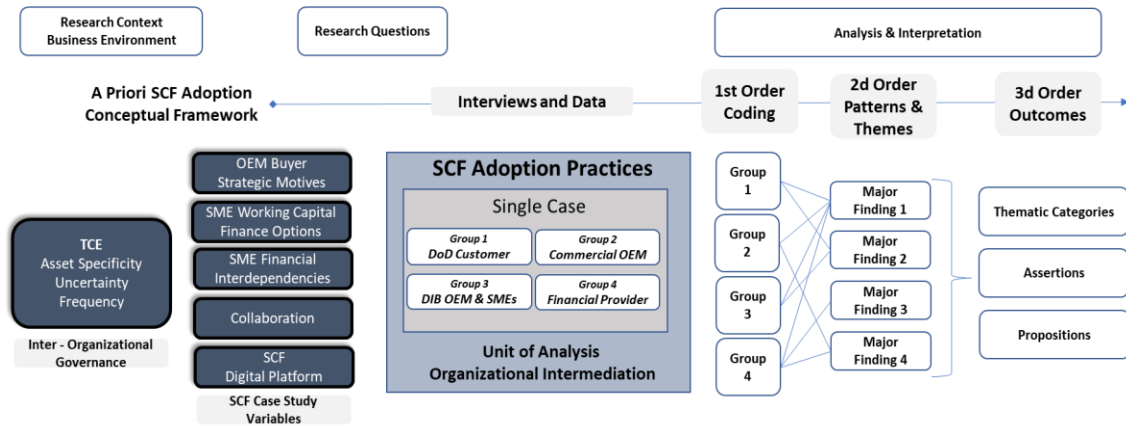 Research Context
Business Environment
Research Questions
Analysis & Interpretation
A Priori SCF Adoption
Conceptual Framework
Interviews and Data
1st Order
Coding
2d Order
Patterns &
Themes
3d Order
Outcomes
TCE
Asset Specificity
Uncertainty
Frequency
Inter - Organizational
Governance
OEM Buyer
Strategic Motives
SME Working Capital
Finance Options
SME Financial
Interdependencies
Collaboration
SCF
Digital Platform
SCF Case Study
Variables
SCF Adoption Practices
Single Case
Group 1
DoD Customer
Group 2
Commercial OEM
Group 3
DIB OEM & SMEs
Group 4
Financial Provider
Unit of Analysis
Organizational Intermediation
Group
1
Group
2
Group
3
Group
4
Major
Finding 1
Major
Finding 2
Major
Finding 3
Major
Finding 4
Thematic Categories
Assertions
Propositions